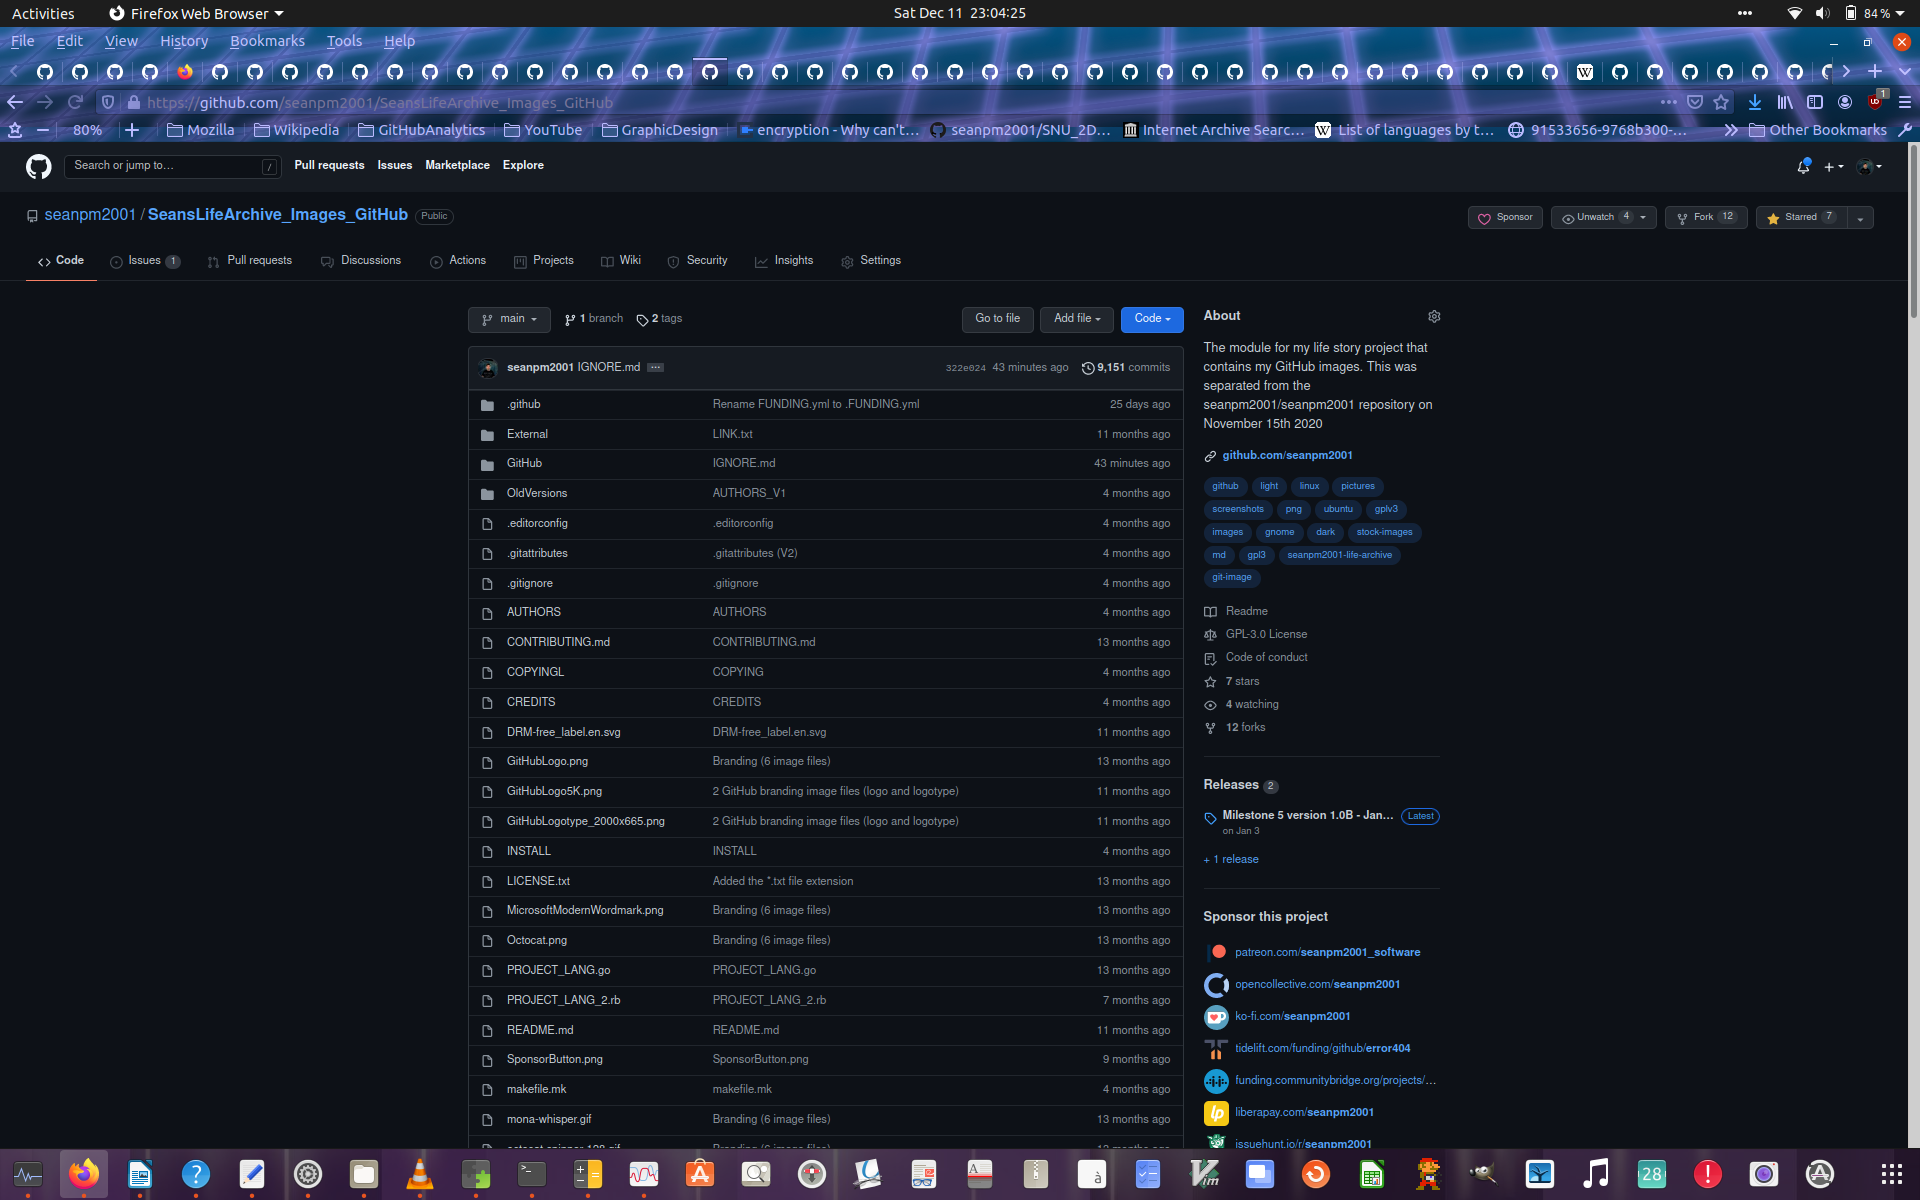 Activities Firefox Web Browser Sat Dec 11 23:04:25 84 %
File Edit View History Bookmarks Tools Help
https://github.com/seanpm2001/SeansLifeArchive_Images_GitHub
80% Mozilla Wikipedia GitHubAnalytics YouTube GraphicDesign encryption - Why can't... seanpm2001/SNU_2D... Internet Archive Searc... List of languages by t... 91533656-9768b300-... Other Bookmarks
Search or jump to... / Pull requests Issues Marketplace Explore
seanpm2001 / SeansLifeArchive_Images_GitHub Public Sponsor Unwatch 4 Fork 12 Starred 7
Code Issues 1 Pull requests Discussions Actions Projects Wiki Security Insights Settings
main 1 branch 2 tags Go to file Add file Code
seanpm2001 IGNORE.md ... 322e024 43 minutes ago 9,151 commits
.github Rename FUNDING.yml to .FUNDING.yml 25 days ago
External LINK.txt 11 months ago
GitHub IGNORE.md 43 minutes ago
OldVersions AUTHORS_V1 4 months ago
.editorconfig .editorconfig 4 months ago
.gitattributes .gitattributes (V2) 4 months ago
.gitignore .gitignore 4 months ago
AUTHORS AUTHORS 4 months ago
CONTRIBUTING.md CONTRIBUTING.md 13 months ago
COPYINGL COPYING 4 months ago
CREDITS CREDITS 4 months ago
DRM-free_label.en.svg DRM-free_label.en.svg 11 months ago
GitHubLogo.png Branding (6 image files) 13 months ago
GitHubLogo5K.png 2 GitHub branding image files (logo and logotype) 11 months ago
GitHubLogotype_2000x665.png 2 GitHub branding image files (logo and logotype) 11 months ago
INSTALL INSTALL 4 months ago
LICENSE.txt Added the *.txt file extension 13 months ago
MicrosoftModernWordmark.png Branding (6 image files) 13 months ago
Octocat.png Branding (6 image files) 13 months ago
PROJECT_LANG.go PROJECT_LANG.go 13 months ago
PROJECT_LANG_2.rb PROJECT_LANG_2.rb 7 months ago
README.md README.md 11 months ago
SponsorButton.png SponsorButton.png 9 months ago
makefile.mk makefile.mk 4 months ago
mona-whisper.gif Branding (6 image files) 13 months ago
About
The module for my life story project that
contains my GitHub images. This was
separated from the
seanpm2001/seanpm2001 repository on
November 15th 2020
github.com/seanpm2001
github light linux pictures
screenshots png ubuntu gplv3
images gnome dark stock-images
md gpl3 seanpm2001-life-archive
git-image
Readme
GPL-3.0 License
Code of conduct
7 stars
4 watching
12 forks
Releases 2
Milestone 5 version 1.0B - Jan... Latest
on Jan 3
+ 1 release
Sponsor this project
patreon.com/seanpm2001_software
opencollective.com/seanpm2001
ko-fi.com/seanpm2001
tidelift.com/funding/github/error404
funding.communitybridge.org/projects/...
liberapay.com/seanpm2001
issuehunt.io/r/seanpm2001
28